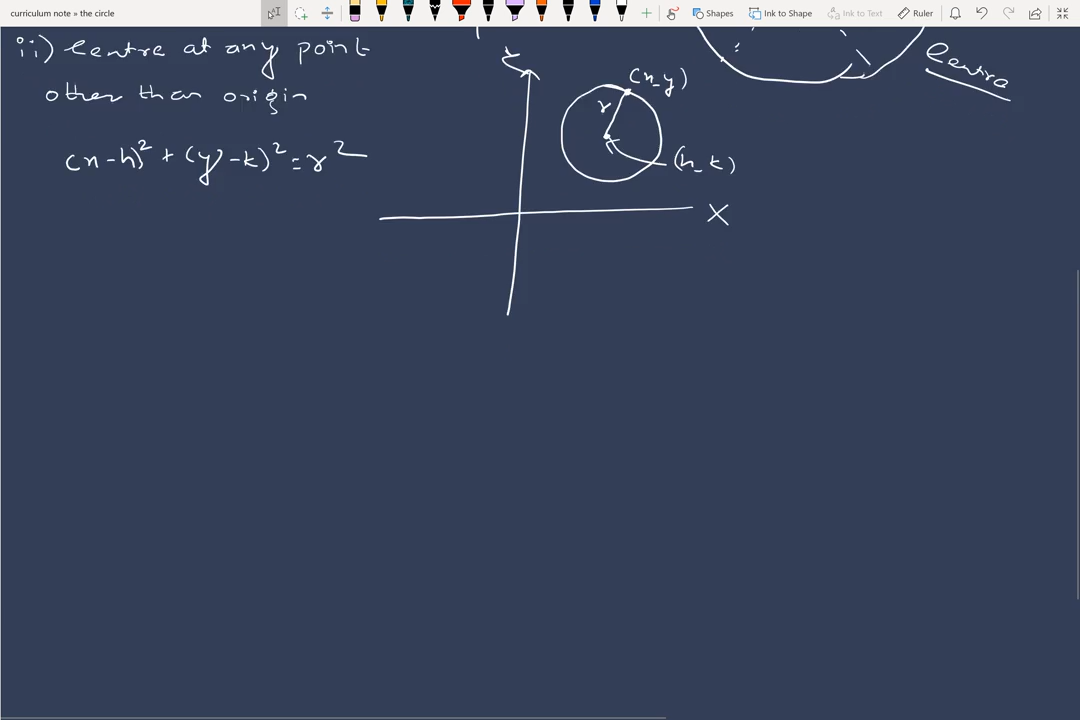 curriculum note » the circle
Shapes
Ink to Shape
Ink to Text
Ruler
ii) Centre at any point
other than origin
(x-h)² + (y-k)² = r²
y
(x, y)
r
(h, k)
X
Centre